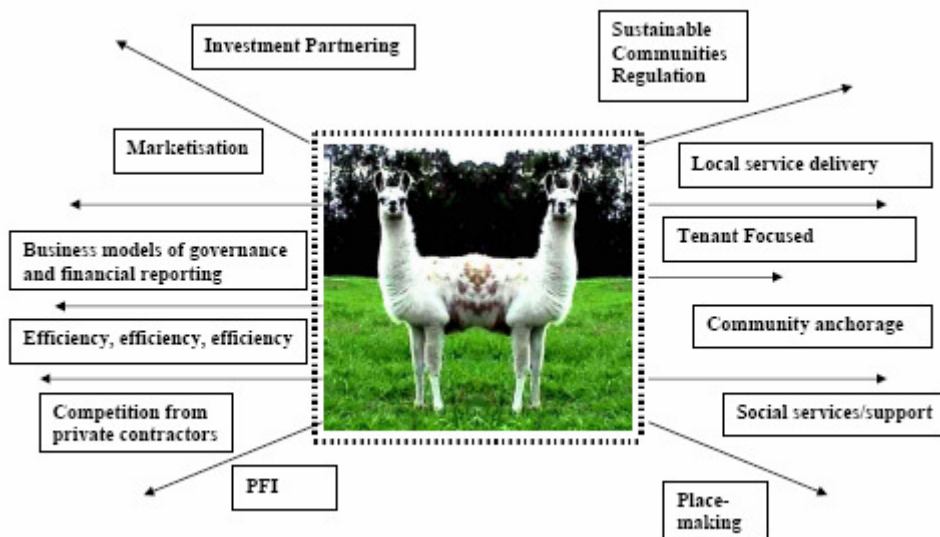 Investment Partnering
Sustainable
Communities
Regulation
Marketisation
Local service delivery
Business models of governance
and financial reporting
Tenant Focused
Efficiency, efficiency, efficiency
Community anchorage
Competition from
private contractors
Social services/support
PFI
Place-
making